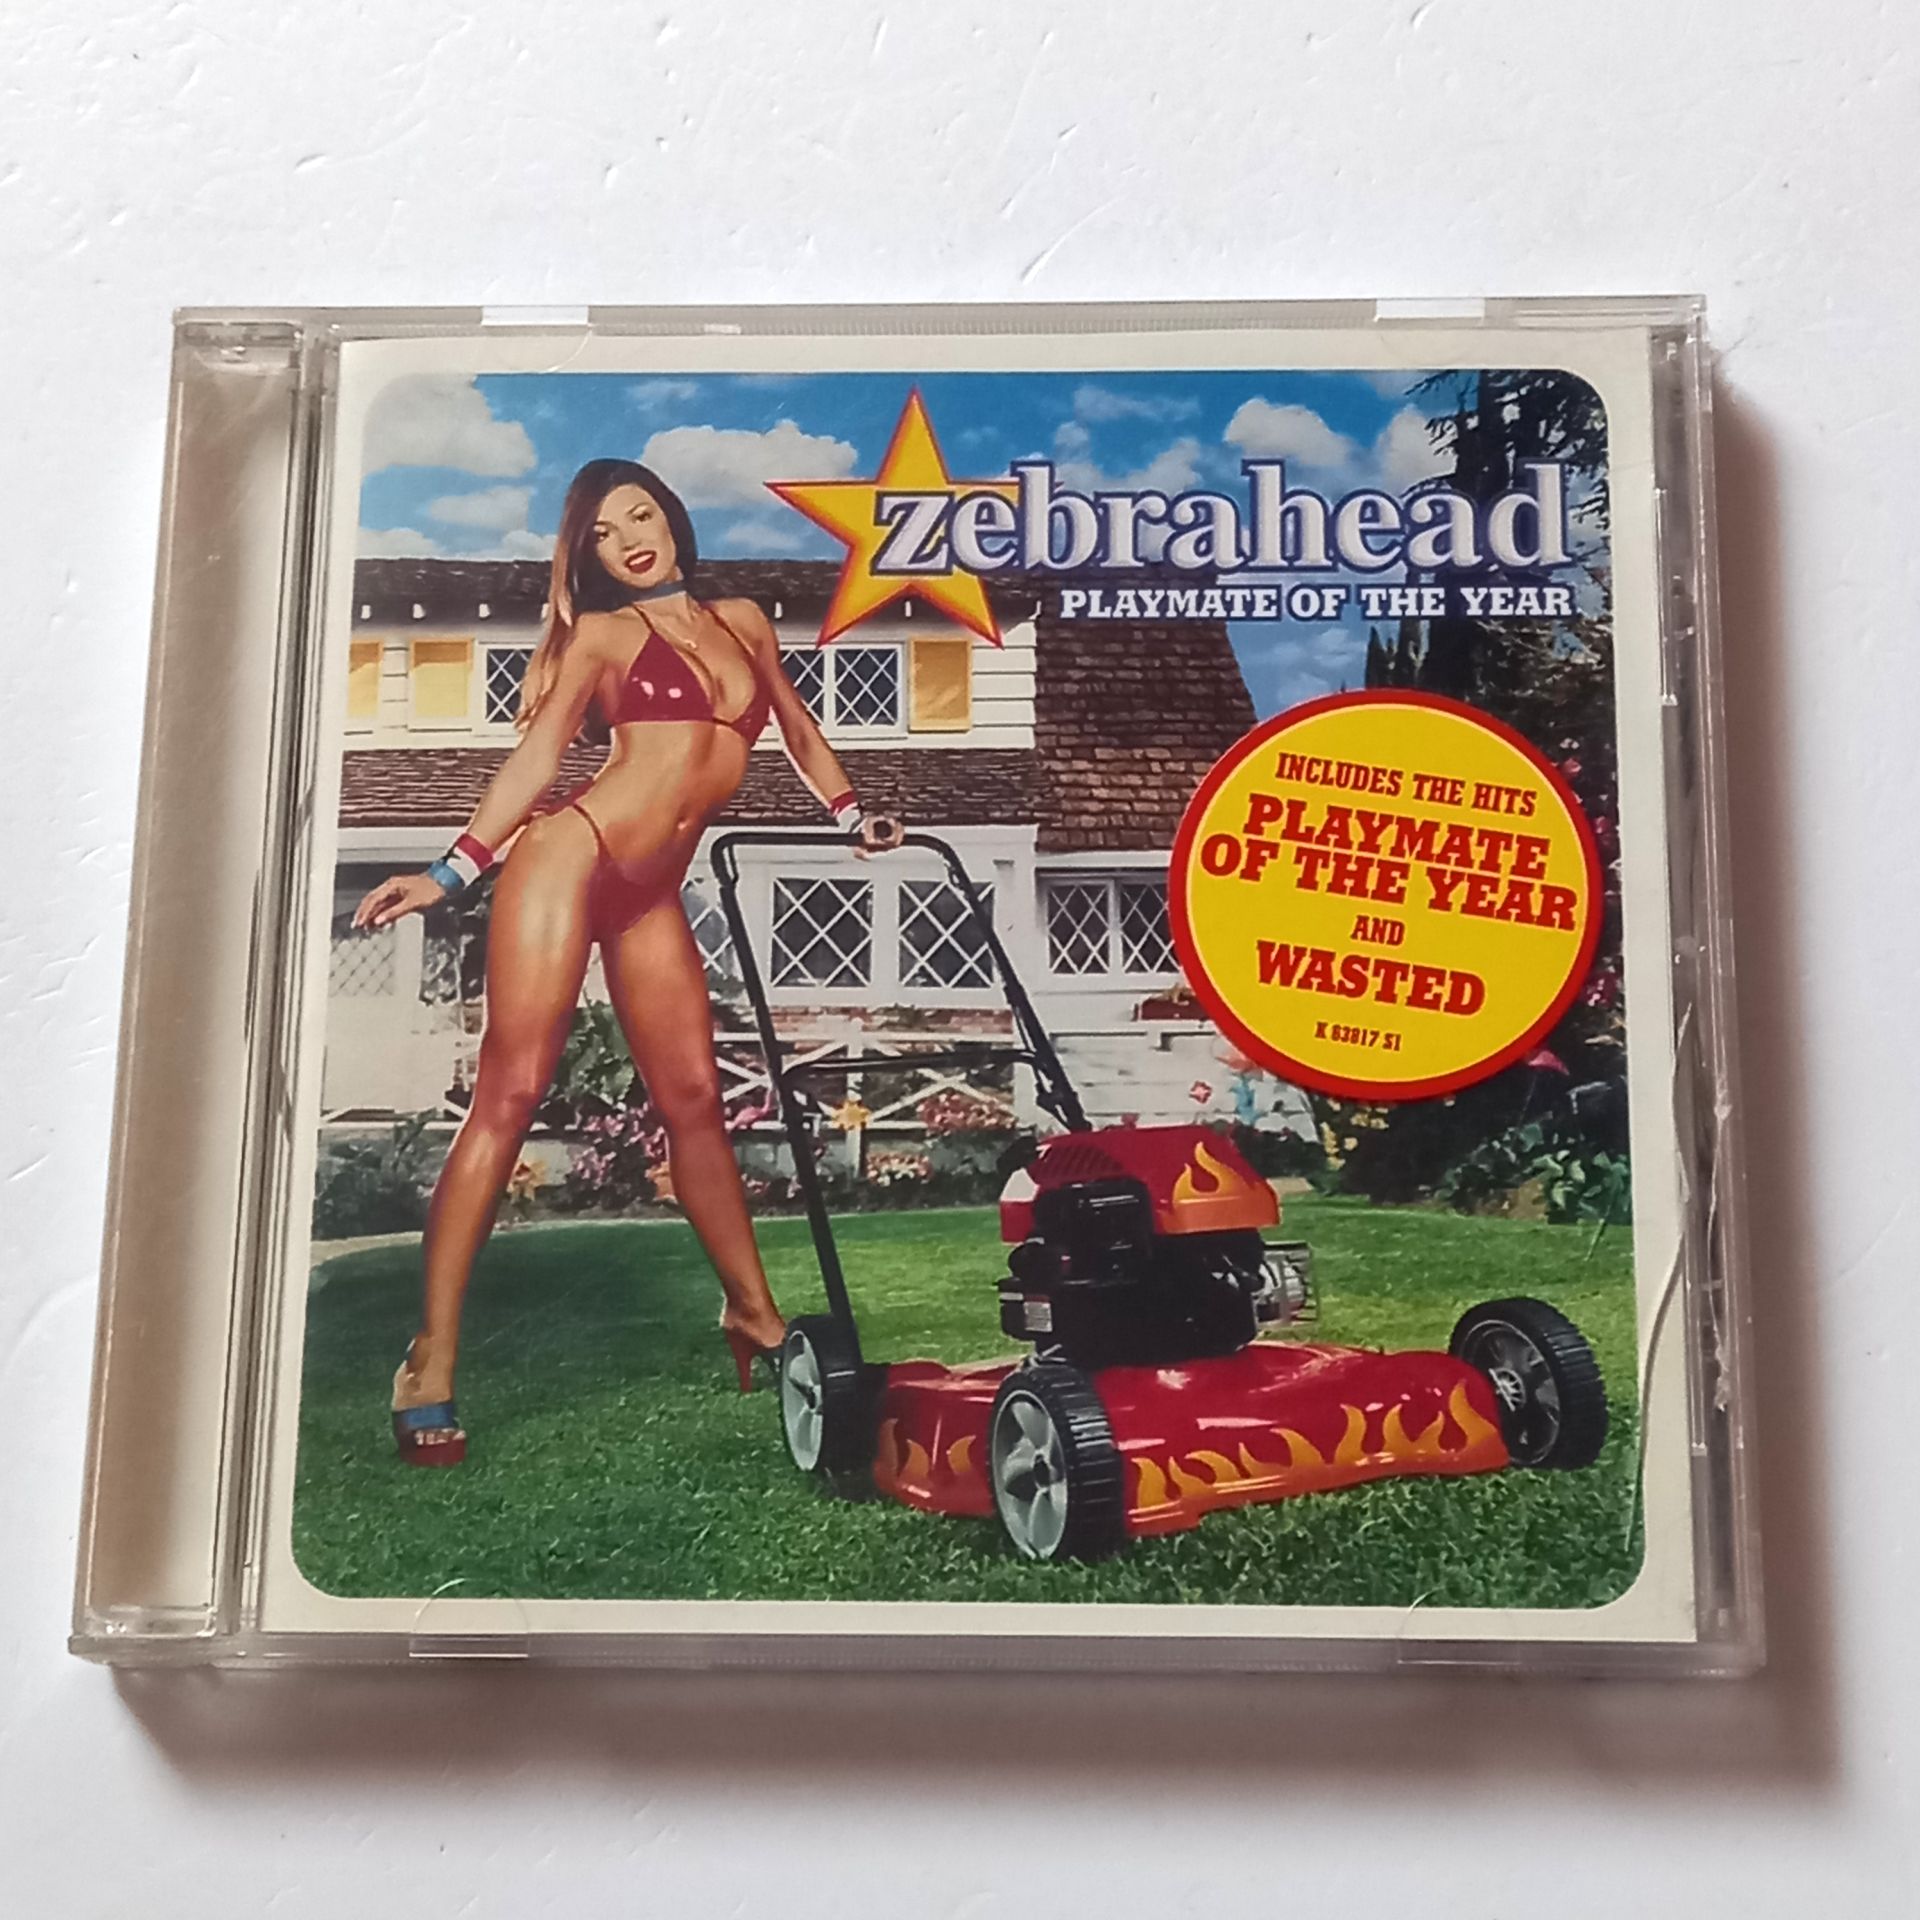 zebrahead
PLAYMATE OF THE YEAR
INCLUDES THE HITS
PLAYMATE
OF THE YEAR
AND
WASTED
K 63817 S1